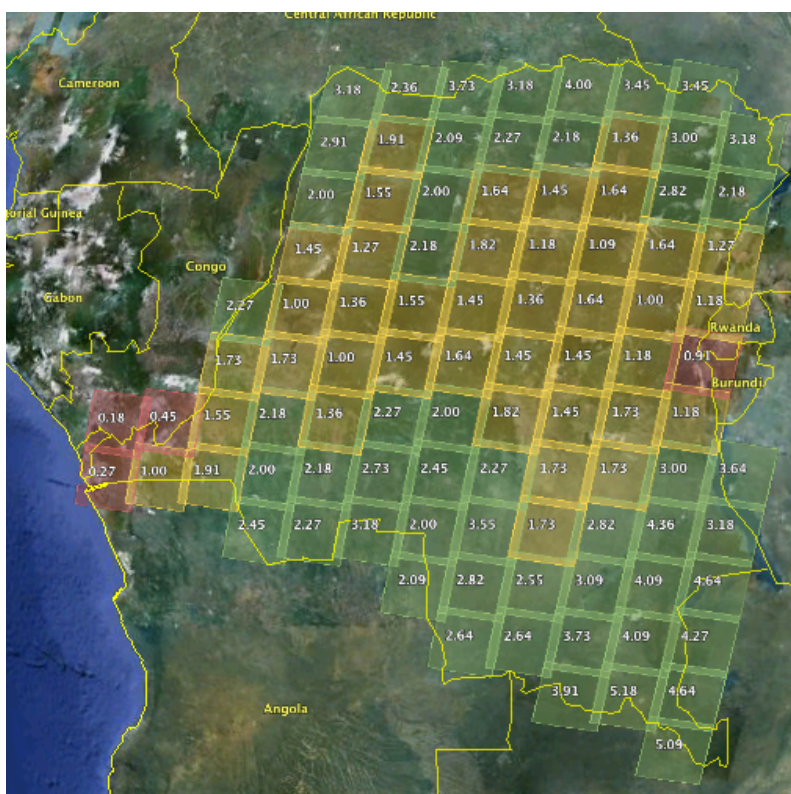 Central African Republic
Cameroon
3.18 2.36 3.73 3.18 4.00 3.45 3.45
2.91 1.91 2.09 2.27 2.18 1.36 3.00 3.18
2.00 1.55 2.00 1.64 1.45 1.64 2.82 2.18
orial Guinea
1.45 1.27 2.18 1.82 1.18 1.09 1.64 1.27
Congo
Gabon
2.27 1.00 1.36 1.55 1.45 1.36 1.64 1.00 1.18
Rwanda
1.73 1.73 1.00 1.45 1.64 1.45 1.45 1.18 0.91
Burundi
0.18 0.45 1.55 2.18 1.36 2.27 2.00 1.82 1.45 1.73 1.18
0.27 1.00 1.91 2.00 2.18 2.73 2.45 2.27 1.73 1.73 3.00 3.64
2.45 2.27 3.18 2.00 3.55 1.73 2.82 4.36 3.18
2.09 2.82 2.55 3.09 4.09 4.64
2.64 2.64 3.73 4.09 4.27
3.91 5.18 4.64
Angola
5.09